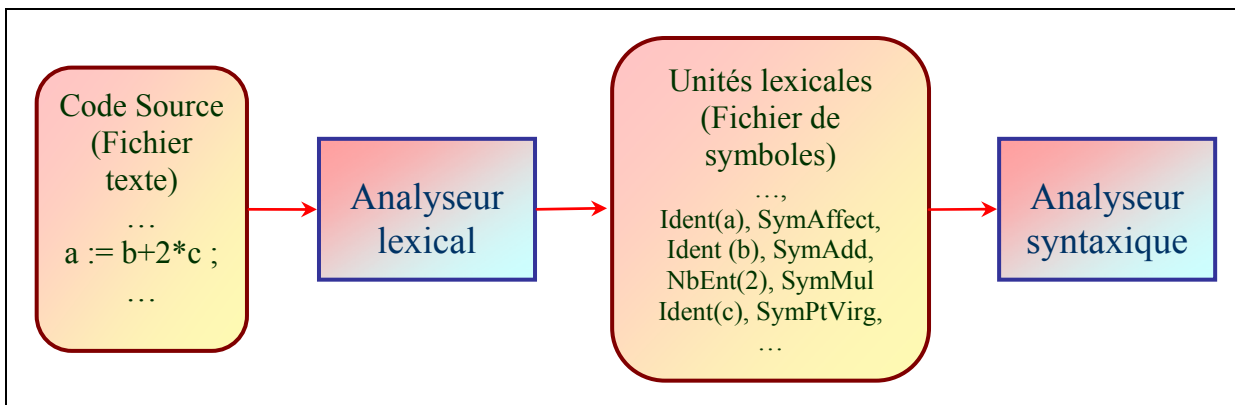 Code Source
(Fichier
texte)
…
a := b+2*c ;
…
Analyseur
lexical
Unités lexicales
(Fichier de
symboles)
…,
Ident(a), SymAffect,
Ident (b), SymAdd,
NbEnt(2), SymMul
Ident(c), SymPtVirg,
…
Analyseur
syntaxique